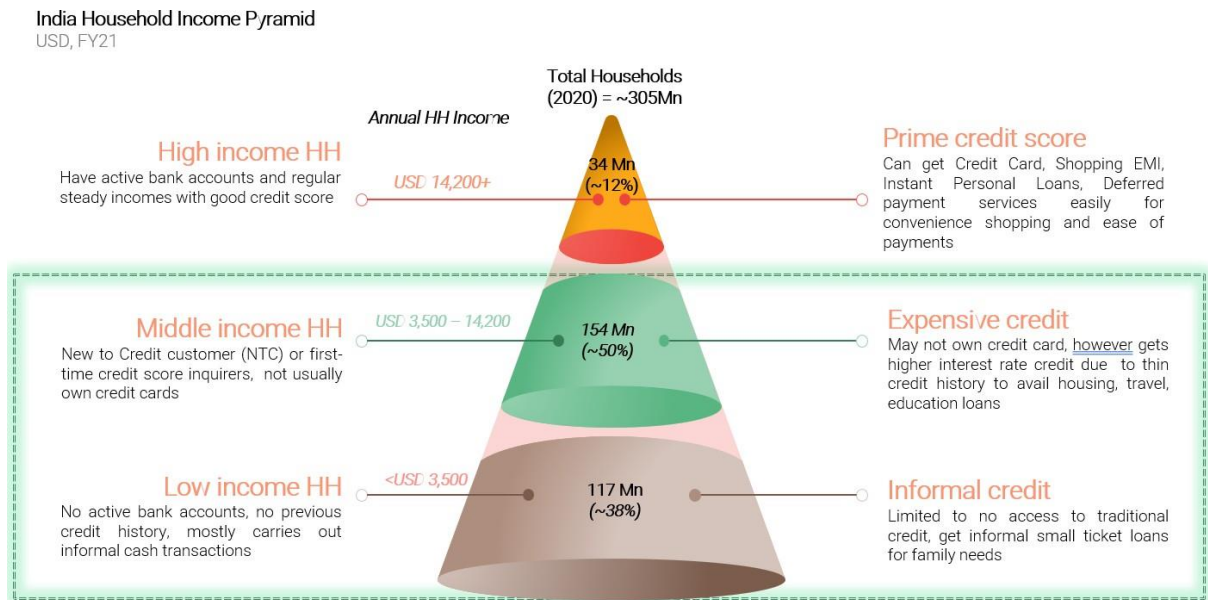 India Household Income Pyramid
USD, FY21
Total Households
(2020) = ~305Mn
Annual HH Income
High income HH
Have active bank accounts and regular
steady incomes with good credit score
USD 14,200+
34 Mn
(~12%)
Prime credit score
Can get Credit Card, Shopping EMI,
Instant Personal Loans, Deferred
payment services easily for
convenience shopping and ease of
payments
Middle income HH
New to Credit customer (NTC) or first-
time credit score inquirers, not usually
own credit cards
USD 3,500 – 14,200
154 Mn
(~50%)
Expensive credit
May not own credit card, however gets
higher interest rate credit due to thin
credit history to avail housing, travel,
education loans
Low income HH
No active bank accounts, no previous
credit history, mostly carries out
informal cash transactions
<USD 3,500
117 Mn
(~38%)
Informal credit
Limited to no access to traditional
credit, get informal small ticket loans
for family needs